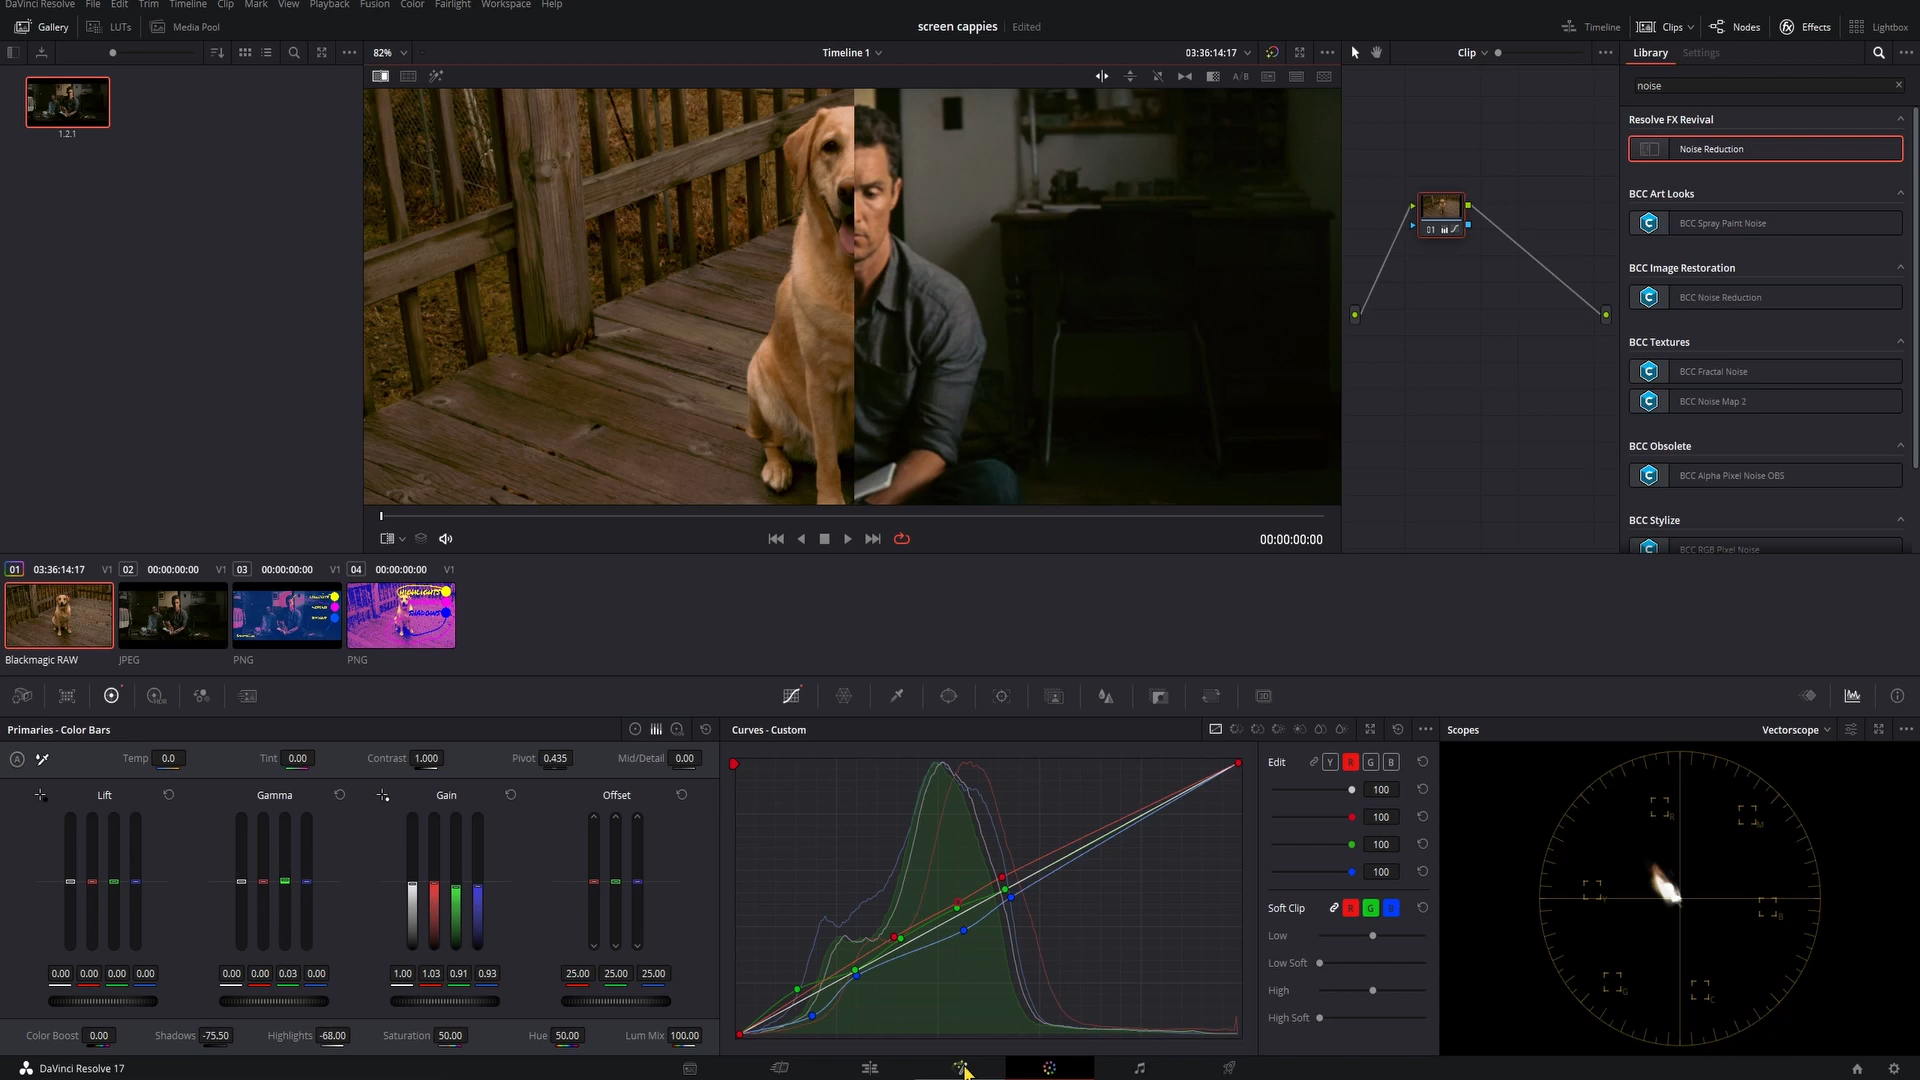 DaVinci Resolve File Edit Trim Timeline Clip Mark View Playback Fusion Color Fairlight Workspace Help
Gallery LUTs Media Pool screen cappies Edited Timeline Clips Nodes Effects Lightbox
82% Timeline 1 03:36:14:17 Clip Library Settings
A/B
noise
1.2.1
Resolve FX Revival
Noise Reduction
BCC Art Looks
BCC Spray Paint Noise
01
BCC Image Restoration
BCC Noise Reduction
BCC Textures
BCC Fractal Noise
BCC Noise Map 2
BCC Obsolete
BCC Alpha Pixel Noise OBS
BCC Stylize
BCC RGB Pixel Noise
00:00:00:00
01 03:36:14:17 V1 02 00:00:00:00 V1 03 00:00:00:00 V1 04 00:00:00:00 V1
HIGHLIGHTS
SHADOWS
Blackmagic RAW JPEG PNG PNG
HDR
3D
Primaries - Color Bars Curves - Custom Scopes Vectorscope
A Temp 0.0 Tint 0.00 Contrast 1.000 Pivot 0.435 Mid/Detail 0.00
Edit Y R G B
Lift Gamma Gain Offset
100
100
100
100
Soft Clip R G B
Low
Low Soft
High
High Soft
0.00 0.00 0.00 0.00 0.00 0.00 0.03 0.00 1.00 1.03 0.91 0.93 25.00 25.00 25.00
Color Boost 0.00 Shadows -75.50 Highlights -68.00 Saturation 50.00 Hue 50.00 Lum Mix 100.00
R
M
Y
B
G
C
DaVinci Resolve 17